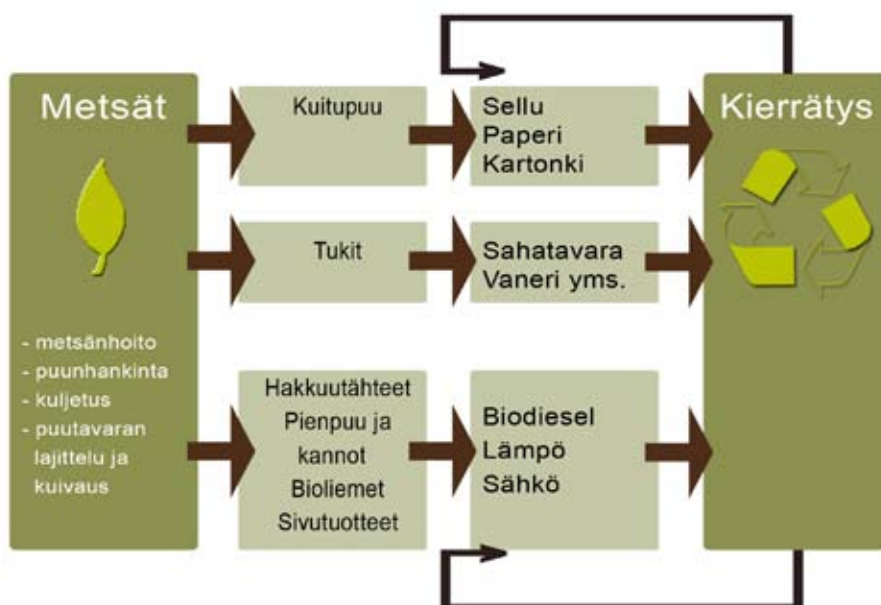 Metsät
- metsänhoito
- puunhankinta
- kuljetus
- puutavaran
lajittelu ja
kuivaus
Kuitupuu
Sellu
Paperi
Kartonki
Tukit
Sahatavara
Vaneri yms.
Hakkuutähteet
Pienpuu ja
kannot
Bioliemet
Sivutuotteet
Biodiesel
Lämpö
Sähkö
Kierrätys